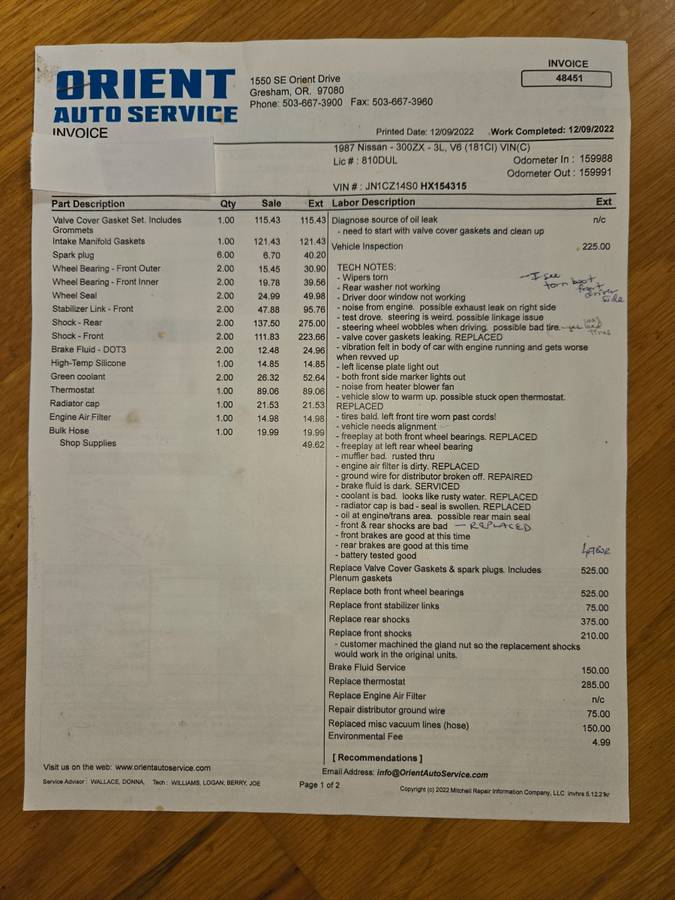 ORIENT
AUTO SERVICE
INVOICE
1550 SE Orient Drive
Gresham, OR. 97080
Phone: 503-667-3900 Fax: 503-667-3960
INVOICE
48451
Printed Date: 12/09/2022 Work Completed: 12/09/2022
1987 Nissan - 300ZX - 3L, V6 (181CI) VIN(C)
Lic # : 810DUL Odometer In : 159988
Odometer Out : 159991
VIN # : JN1CZ14S0 HX154315
Part Description Qty Sale Ext
Valve Cover Gasket Set. Includes 1.00 115.43 115.43
Grommets
Intake Manifold Gaskets 1.00 121.43 121.43
Spark plug 6.00 6.70 40.20
Wheel Bearing - Front Outer 2.00 15.45 30.90
Wheel Bearing - Front Inner 2.00 19.78 39.56
Wheel Seal 2.00 24.99 49.98
Stabilizer Link - Front 2.00 47.88 95.76
Shock - Rear 2.00 137.50 275.00
Shock - Front 2.00 111.83 223.66
Brake Fluid - DOT3 2.00 12.48 24.96
High-Temp Silicone 1.00 14.85 14.85
Green coolant 2.00 26.32 52.64
Thermostat 1.00 89.06 89.06
Radiator cap 1.00 21.53 21.53
Engine Air Filter 1.00 14.98 14.98
Bulk Hose 1.00 19.99 19.99
Shop Supplies 49.62
Labor Description Ext
Diagnose source of oil leak n/c
- need to start with valve cover gaskets and clean up
Vehicle Inspection 225.00
TECH NOTES:
- Wipers torn
- Rear washer not working
- Driver door window not working
- noise from engine. possible exhaust leak on right side
- test drove. steering is weird. possible linkage issue
- steering wheel wobbles when driving. possible bad tire.
- valve cover gaskets leaking. REPLACED
- vibration felt in body of car with engine running and gets worse
when revved up
- left license plate light out
- both front side marker lights out
- noise from heater blower fan
- vehicle slow to warm up. possible stuck open thermostat.
REPLACED
- tires bald. left front tire worn past cords!
- vehicle needs alignment
- freeplay at both front wheel bearings. REPLACED
- freeplay at left rear wheel bearing
- muffler bad. rusted thru
- engine air filter is dirty. REPLACED
- ground wire for distributor broken off. REPAIRED
- brake fluid is dark. SERVICED
- coolant is bad. looks like rusty water. REPLACED
- radiator cap is bad - seal is swollen. REPLACED
- oil at engine/trans area. possible rear main seal
- front & rear shocks are bad — REPLACED
- front brakes are good at this time
- rear brakes are good at this time
- battery tested good
- I see
torn boot
front
driver
side
LABOR
Replace Valve Cover Gaskets & spark plugs. Includes 525.00
Plenum gaskets
Replace both front wheel bearings 525.00
Replace front stabilizer links 75.00
Replace rear shocks 375.00
Replace front shocks 210.00
- customer machined the gland nut so the replacement shocks
would work in the original units.
Brake Fluid Service 150.00
Replace thermostat 285.00
Replace Engine Air Filter n/c
Repair distributor ground wire 75.00
Replaced misc vacuum lines (hose) 150.00
Environmental Fee 4.99
[ Recommendations ]
Visit us on the web: www.orientautoservice.com
Email Address: info@OrientAutoService.com
Service Advisor : WALLACE, DONNA, Tech : WILLIAMS, LOGAN; BERRY, JOE
Page 1 of 2
Copyright (c) 2022 Mitchell Repair Information Company, LLC invhrs 5.12.21kr